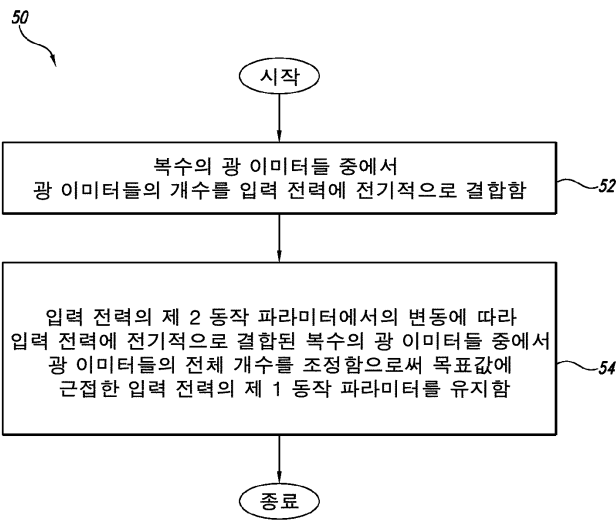 50
시작
복수의 광 이미터들 중에서
광 이미터들의 개수를 입력 전력에 전기적으로 결합함
52
입력 전력의 제 2 동작 파라미터에서의 변동에 따라
입력 전력에 전기적으로 결합된 복수의 광 이미터들 중에서
광 이미터들의 전체 개수를 조정함으로써 목표값에
근접한 입력 전력의 제 1 동작 파라미터를 유지함
54
종료